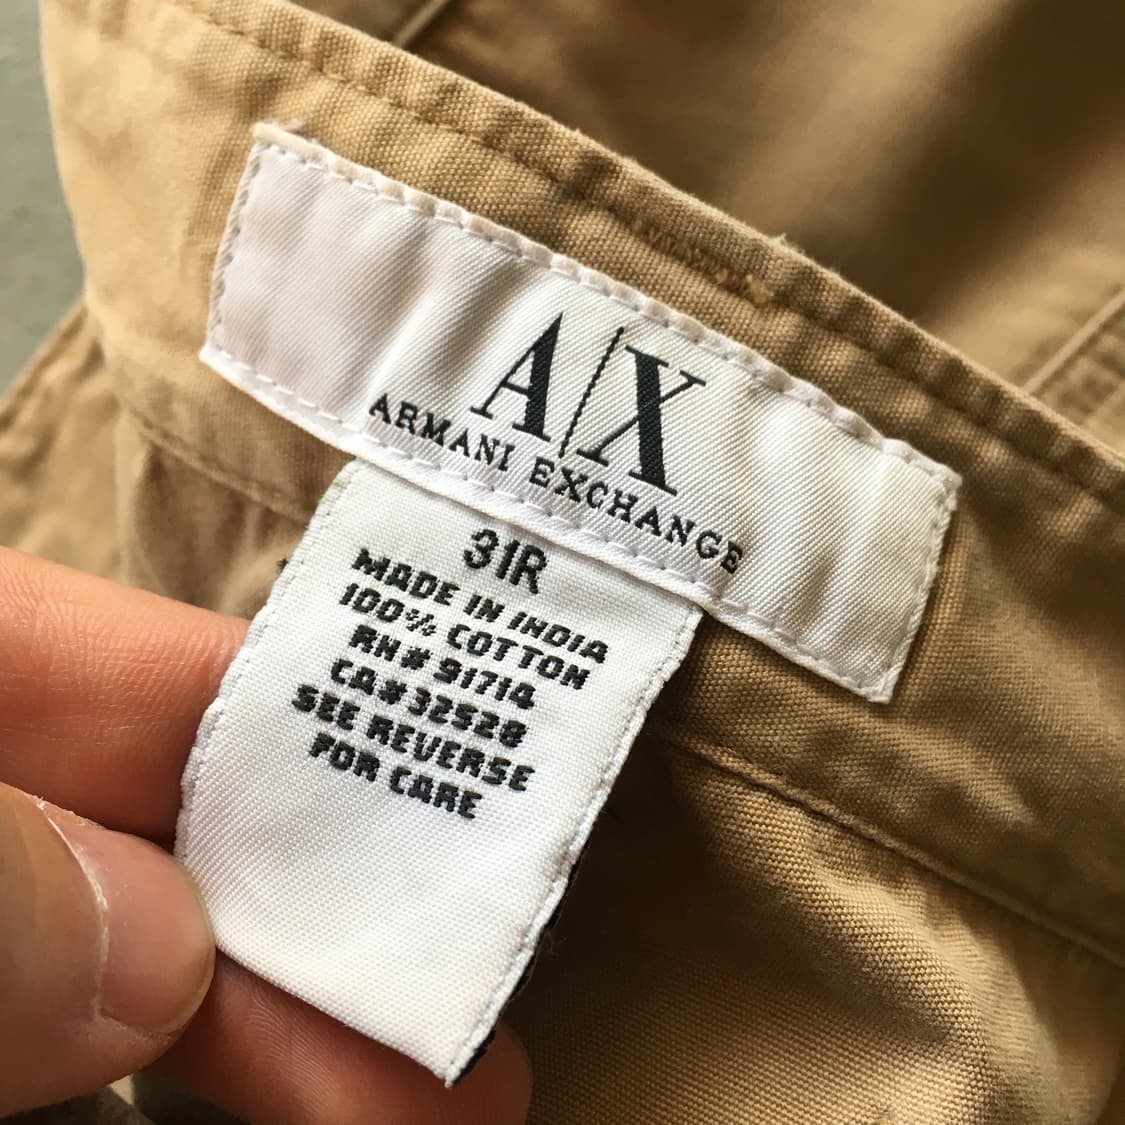 A|X
ARMANI EXCHANGE
31R
MADE IN INDIA
100% COTTON
RN# 91714
CA# 32528
SEE REVERSE
FOR CARE